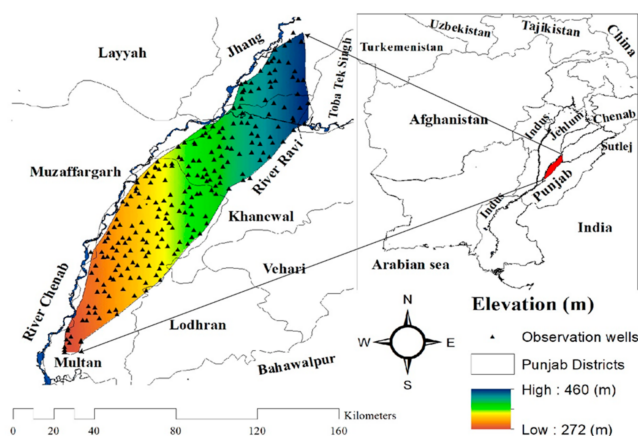 Layyah
Jhang
Toba Tek Singh
Muzaffargarh
River Ravi
Khanewal
Vehari
River Chenab
Lodhran
Multan
Bahawalpur
Uzbekistan
Tajikistan
China
Turkemenistan
Afghanistan
Indus
Jehlum
Chenab
Sutlej
Punjab
Indus
India
Arabian sea
N
W E
S
Elevation (m)
Observation wells
Punjab Districts
High : 460 (m)
Low : 272 (m)
Kilometers
0 20 40 80 120 160